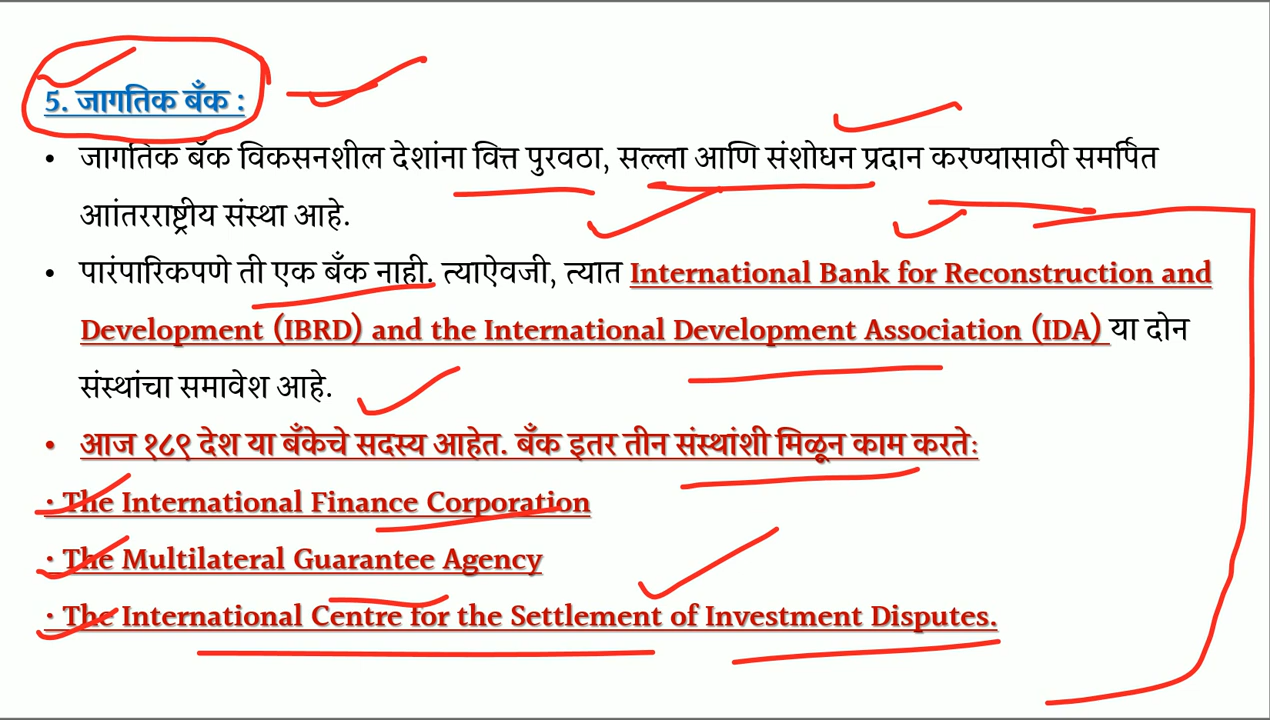 5. जागतिक बँक :
• जागतिक बँक विकसनशील देशांना वित्त पुरवठा, सल्ला आणि संशोधन प्रदान करण्यासाठी समर्पित
आांतरराष्ट्रीय संस्था आहे.
• पारंपारिकपणे ती एक बँक नाही. त्याऐवजी, त्यात International Bank for Reconstruction and
Development (IBRD) and the International Development Association (IDA) या दोन
संस्थांचा समावेश आहे.
• आज १८९ देश या बँकेचे सदस्य आहेत. बँक इतर तीन संस्थांशी मिळून काम करते:
· The International Finance Corporation
· The Multilateral Guarantee Agency
· The International Centre for the Settlement of Investment Disputes.